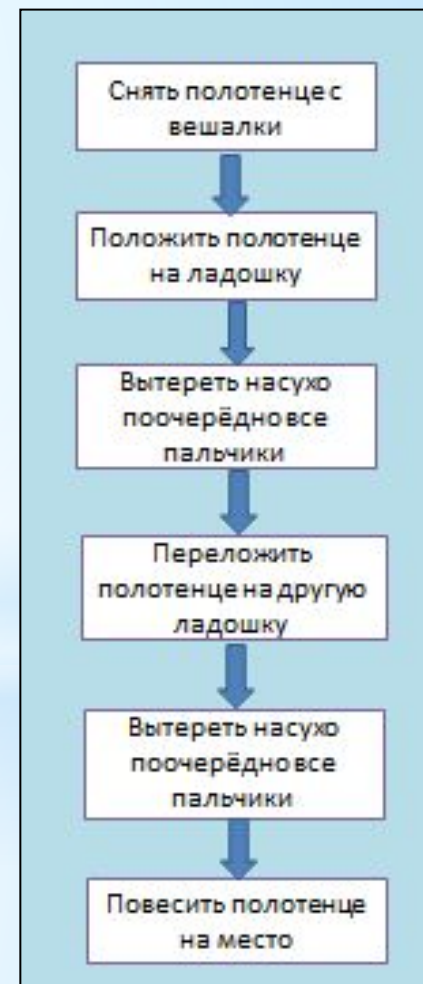 Снять полотенце с
вешалки
Положить полотенце
на ладошку
Вытереть насухо
поочерёдно все
пальчики
Переложить
полотенце на другую
ладошку
Вытереть насухо
поочерёдно все
пальчики
Повесить полотенце
на место